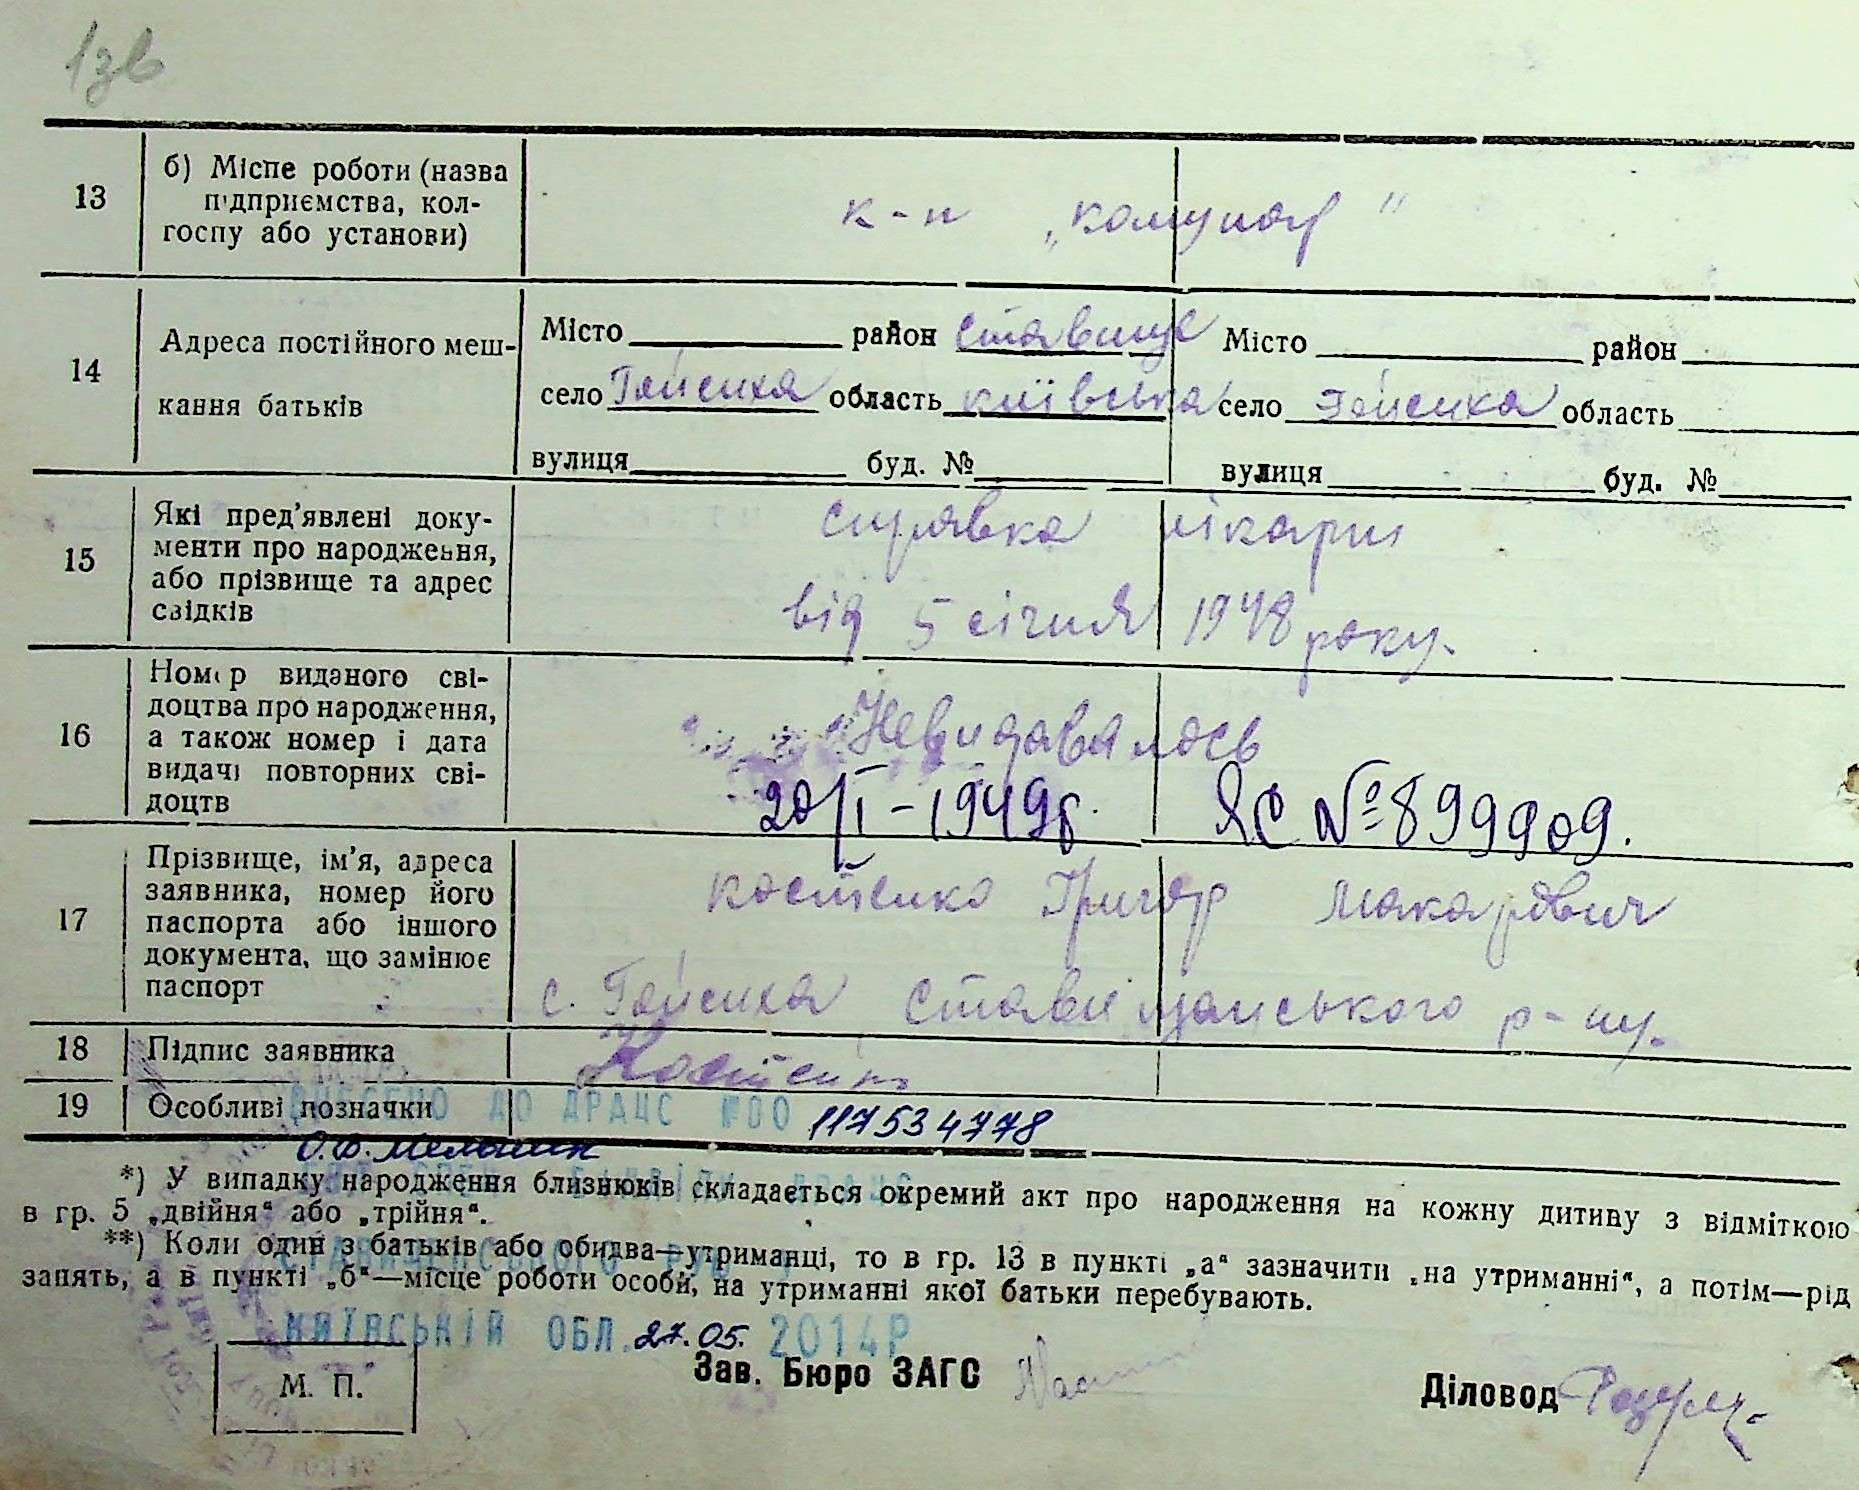 1зв
13
б) Місце роботи (назва
підприємства, кол-
госпу або установи)
к-п „комунар"
14
Адреса постійного меш-
кання батьків
Місто район Ставище
село Гейсиха область київська
вулиця буд. №
Місто район
село Гейсиха область
вулиця буд. №
15
Які пред'явлені доку-
менти про народження,
або прізвище та адрес
свідків
справка лікарні
від 5 січня 1948 року.
16
Номер виданого сві-
доцтва про народження,
а також номер і дата
видачі повторних сві-
доцтв
Невидавалось
20/I-1949р. ЯС №899909.
17
Прізвище, ім'я, адреса
заявника, номер його
паспорта або іншого
документа, що замінює
паспорт
костенко Григор Макарович
с. Гейсиха Ставищанського р-ну.
18
Підпис заявника
Костенко
19
Особливі позначки
ВНЕСЕНО ДО ДРАЦС №00 117534778
*) У випадку народження близнюків складається окремий акт про народження на кожну дитину з відміткою
в гр. 5 „двійня" або „трійня".
**) Коли один з батьків або обидва—утриманці, то в гр. 13 в пункті „а" зазначити „на утриманні", а потім—рід
занять, а в пункті „б"—місце роботи особи, на утриманні якої батьки перебувають.
КИЇВСЬКІЙ ОБЛ. 27.05. 2014Р
М. П.
Зав. Бюро ЗАГС
Діловод